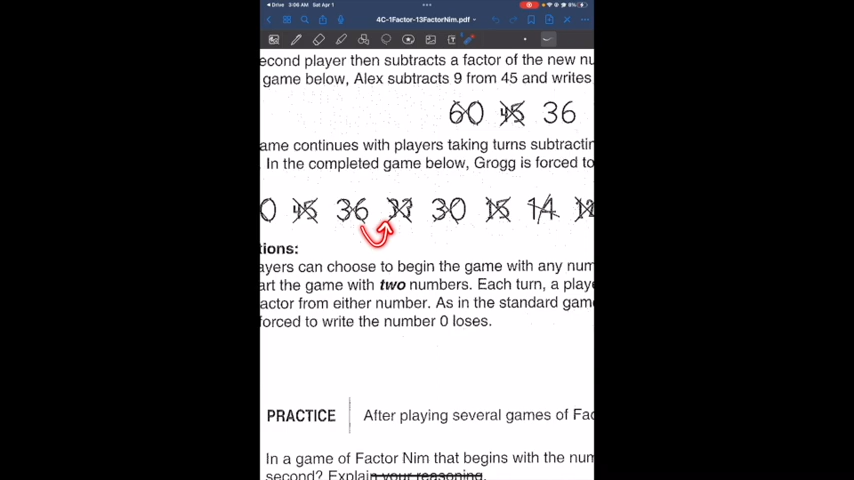 Drive 3:06 AM Sat Apr 1
4C-1Factor-13FactorNim.pdf
econd player then subtracts a factor of the new nu
game below, Alex subtracts 9 from 45 and writes
60 45 36
ame continues with players taking turns subtractin
. In the completed game below, Grogg is forced to
0 45 36 33 30 15 14 12
tions:
ayers can choose to begin the game with any num
art the game with two numbers. Each turn, a playe
actor from either number. As in the standard gam
forced to write the number 0 loses.
PRACTICE After playing several games of Fac
In a game of Factor Nim that begins with the num
second? Explain your reasoning.